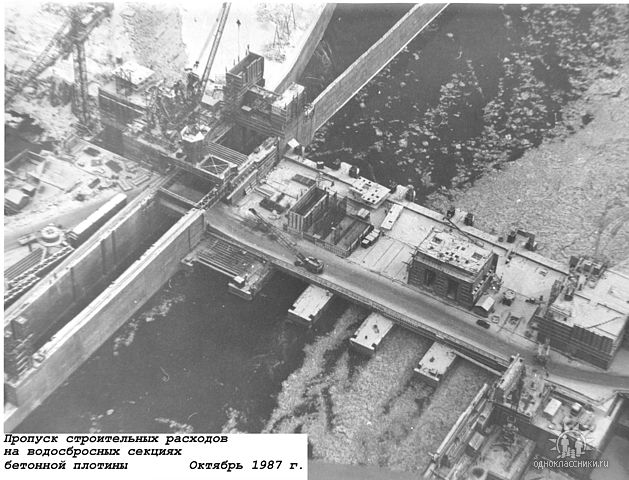 Пропуск строительных расходов
на водосбросных секциях
бетонной плотины Октябрь 1987 г.
одноклассники.ru